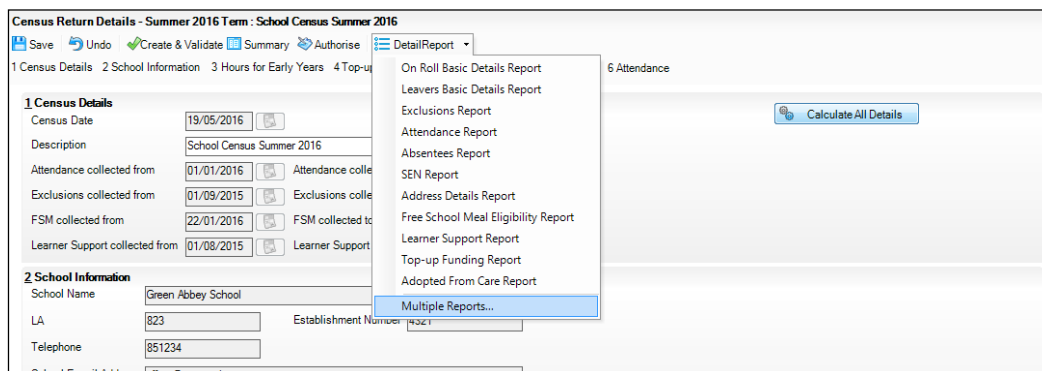 Census Return Details - Summer 2016 Term : School Census Summer 2016
Save Undo Create & Validate Summary Authorise DetailReport
1 Census Details 2 School Information 3 Hours for Early Years 4 Top-up 6 Attendance
On Roll Basic Details Report
Leavers Basic Details Report
Exclusions Report
Attendance Report
Absentees Report
SEN Report
Address Details Report
Free School Meal Eligibility Report
Learner Support Report
Top-up Funding Report
Adopted From Care Report
Multiple Reports...
1 Census Details
Calculate All Details
Census Date 19/05/2016
Description School Census Summer 2016
Attendance collected from 01/01/2016 Attendance colle
Exclusions collected from 01/09/2015 Exclusions colle
FSM collected from 22/01/2016 FSM collected to
Learner Support collected from 01/08/2015 Learner Support
2 School Information
School Name Green Abbey School
LA 823 Establishment Number 4321
Telephone 851234